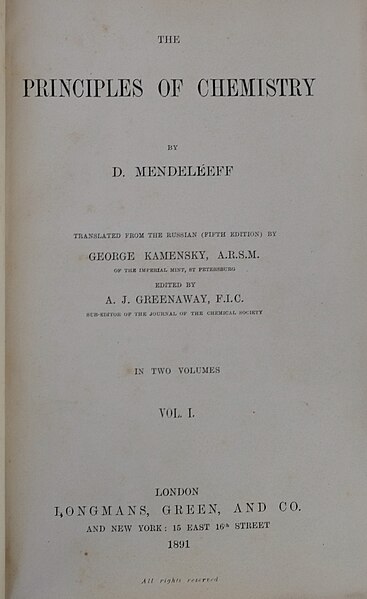 THE
PRINCIPLES OF CHEMISTRY
BY
D. MENDELÉEFF
TRANSLATED FROM THE RUSSIAN (FIFTH EDITION) BY
GEORGE KAMENSKY, A.R.S.M.
OF THE IMPERIAL MINT, ST PETERSBURG
EDITED BY
A. J. GREENAWAY, F.I.C.
SUB-EDITOR OF THE JOURNAL OF THE CHEMICAL SOCIETY
IN TWO VOLUMES
VOL. I.
LONDON
LONGMANS, GREEN, AND CO.
AND NEW YORK: 15 EAST 16th STREET
1891
All rights reserved